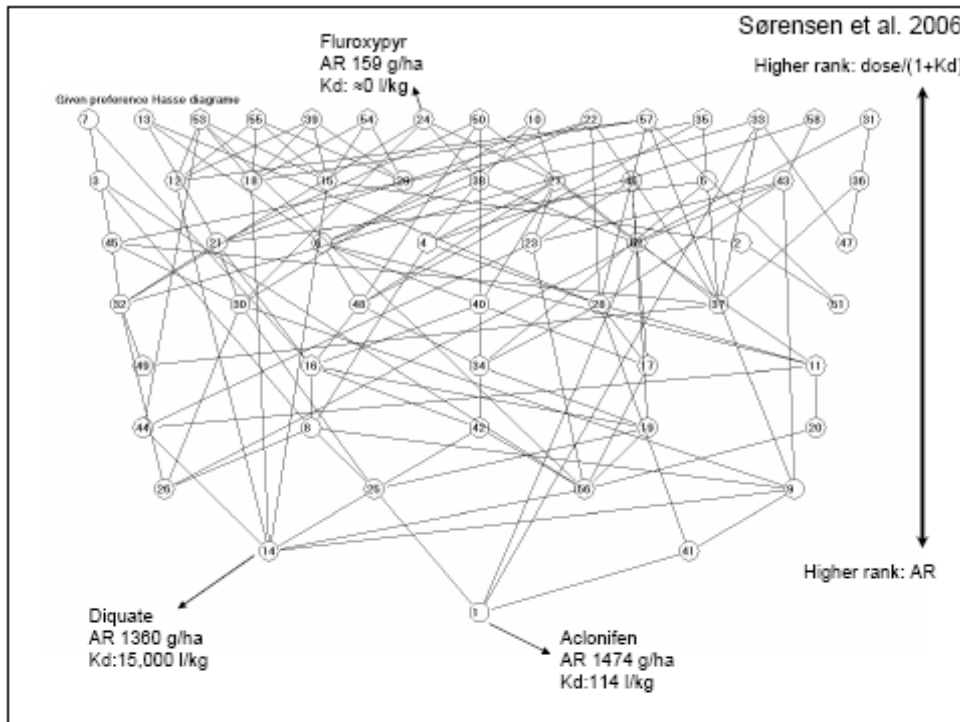 Sørensen et al. 2006
Fluroxypyr
AR 159 g/ha
Kd: ≈0 l/kg
Higher rank: dose/(1+Kd)
Given preference Hasse diagrame
7 13 53 55 39 54 24 50 10 22 57 35 33 58 31
3 12 18 15 29 38 27 46 5 43 36
45 21 6 4 23 2 47
32 30 48 40 28 37 51
49 16 34 17 11
44 8 42 19 20
26 25 56 9
14 41
1
Higher rank: AR
Diquate
AR 1360 g/ha
Kd:15,000 l/kg
Aclonifen
AR 1474 g/ha
Kd:114 l/kg